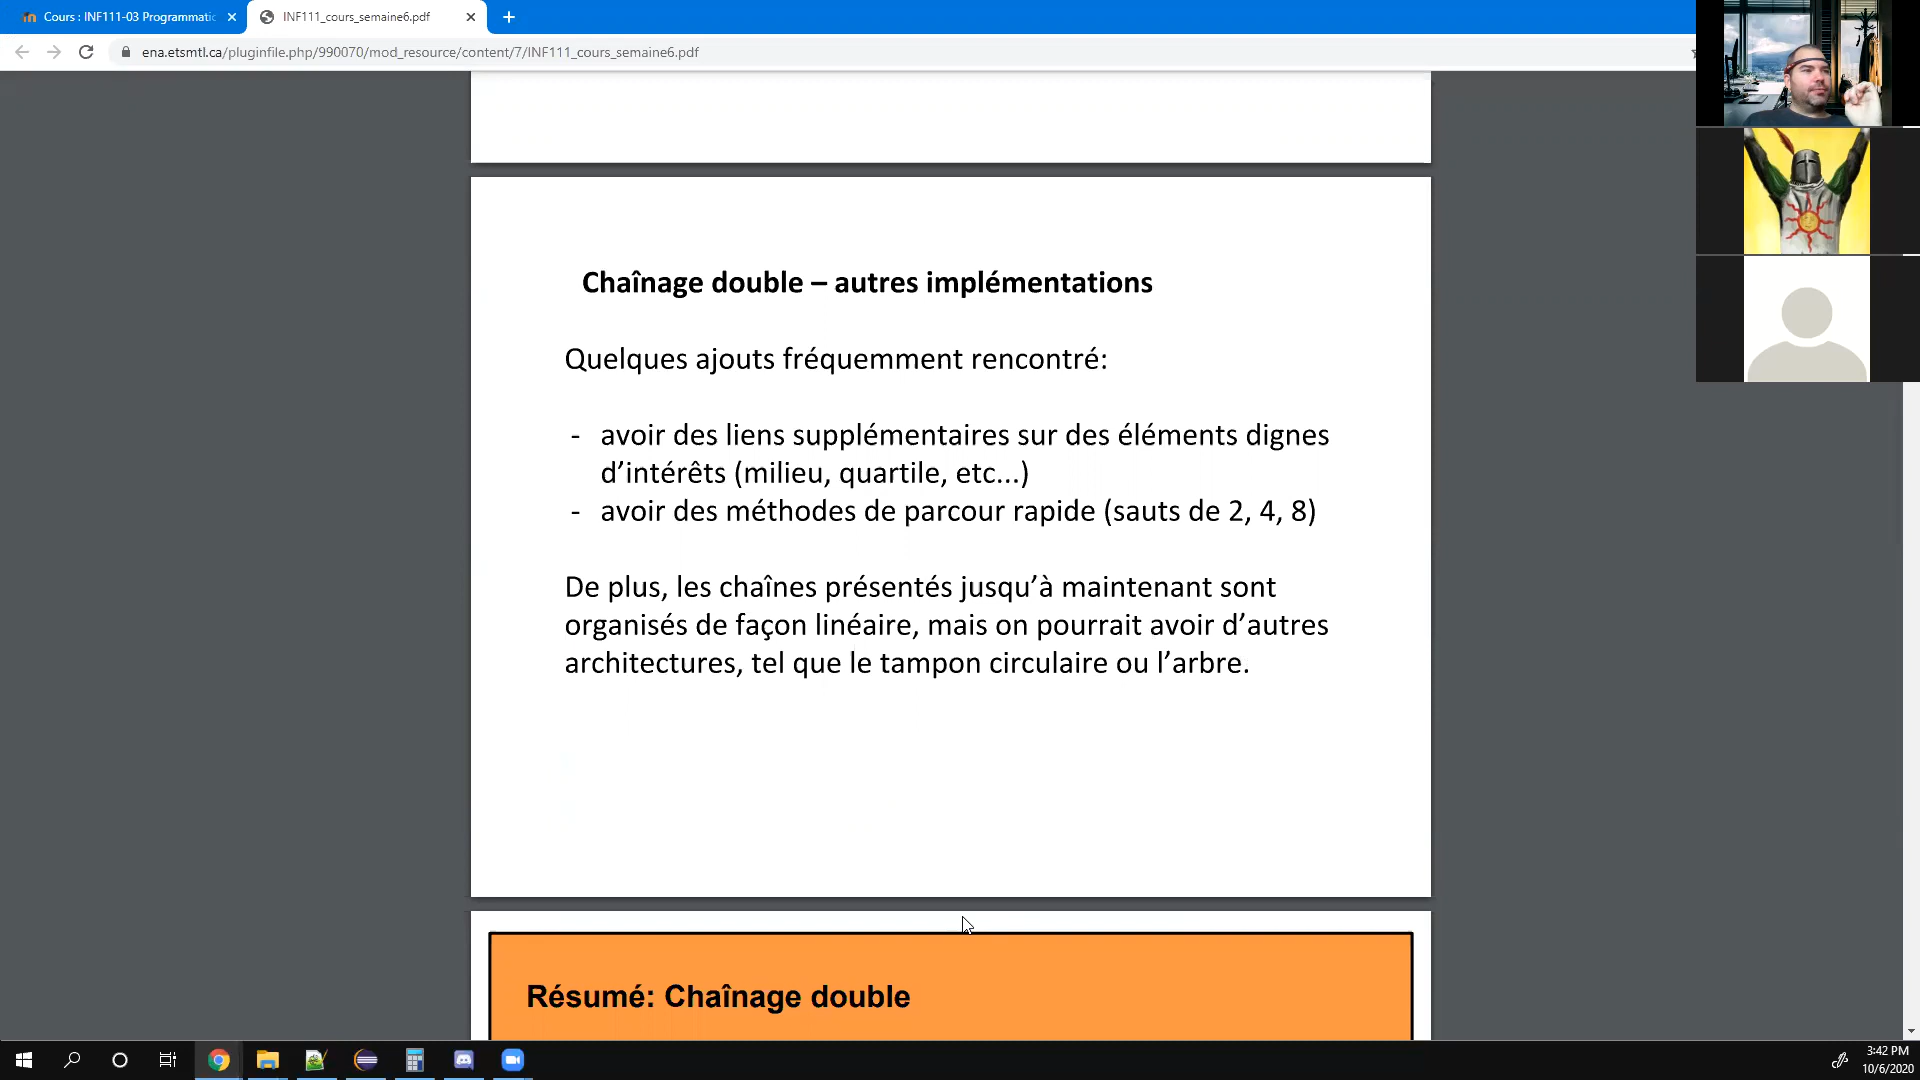 Cour : INF111-03 Programmatic
INF111_cours_semaine6.pdf
ena.etsmtl.ca/pluginfile.php/990070/mod_resource/content/7/INF111_cours_semaine6.pdf
Chaînage double – autres implémentations
Quelques ajouts fréquemment rencontré:
- avoir des liens supplémentaires sur des éléments dignes
d’intérêts (milieu, quartile, etc...)
- avoir des méthodes de parcour rapide (sauts de 2, 4, 8)
De plus, les chaînes présentés jusqu’à maintenant sont
organisés de façon linéaire, mais on pourrait avoir d’autres
architectures, tel que le tampon circulaire ou l’arbre.
Résumé: Chaînage double
3:42 PM
10/6/2020